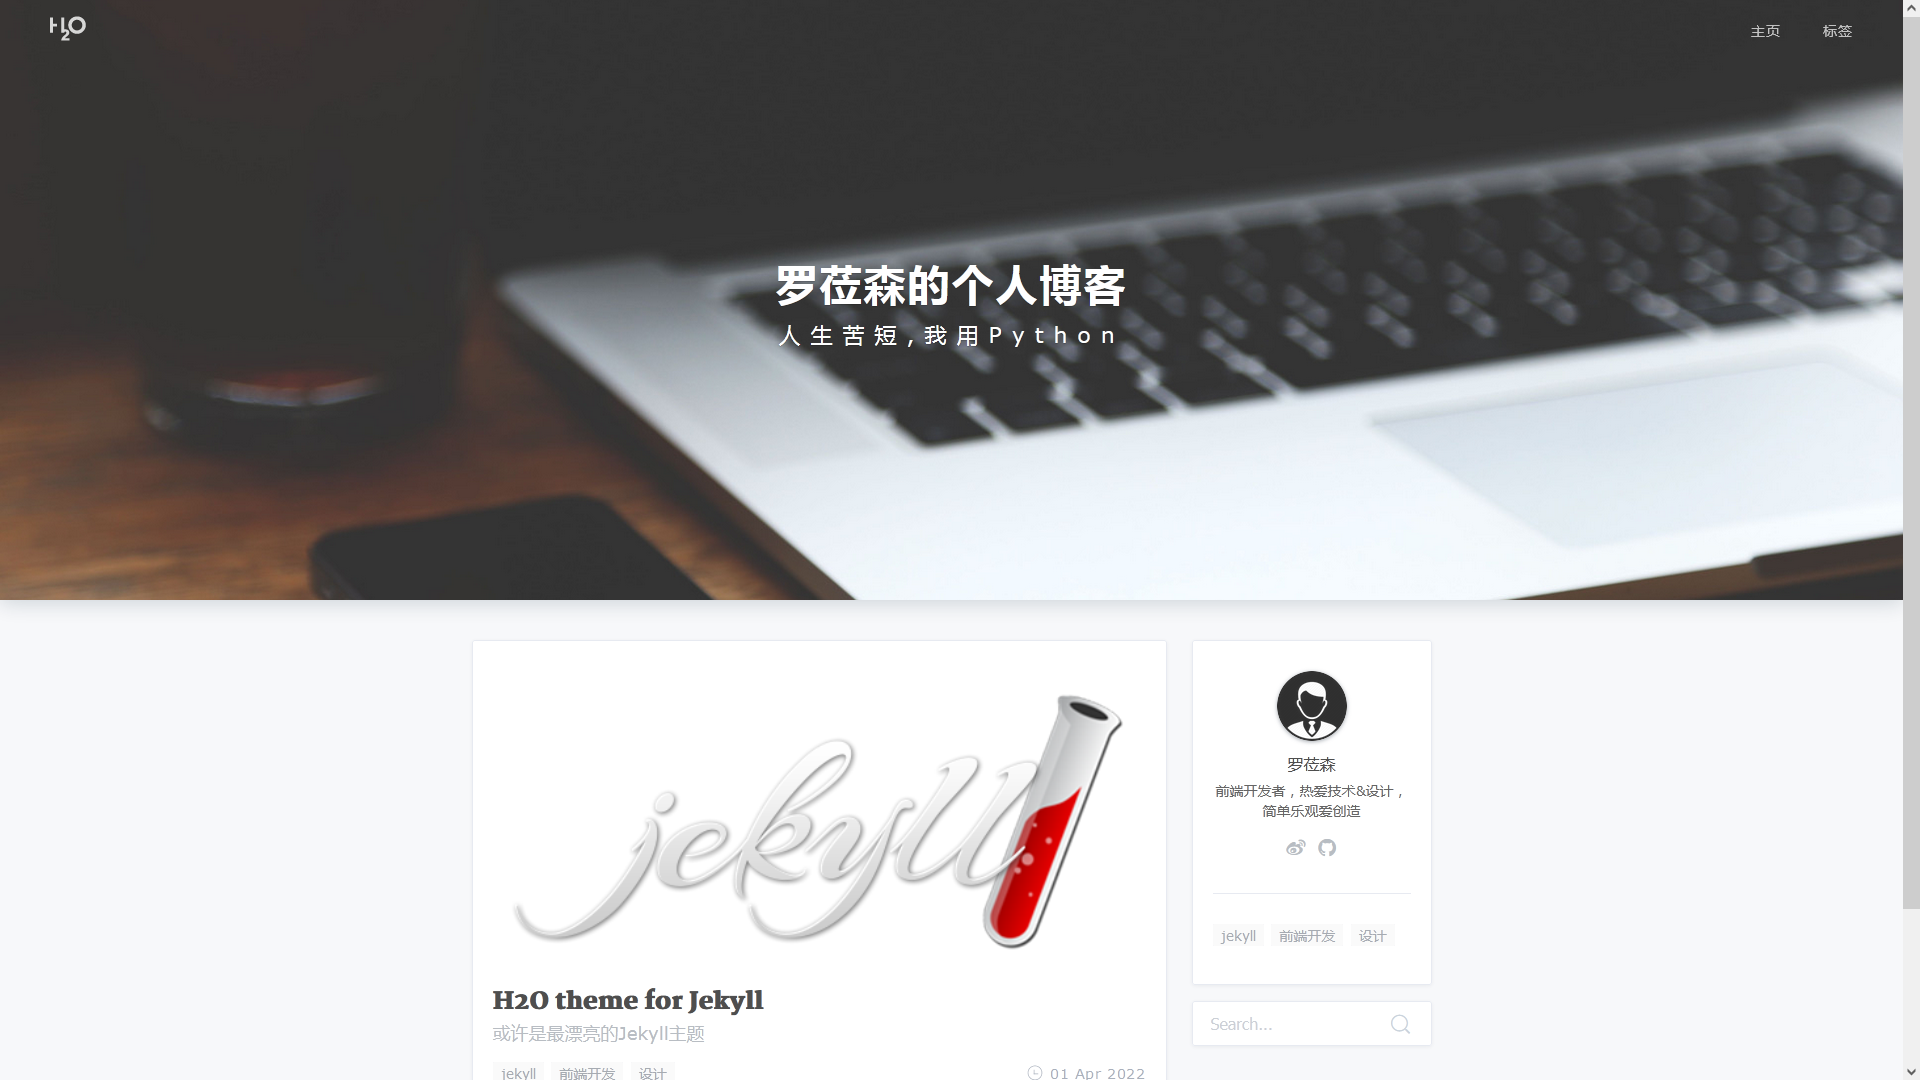 H2O
主页
标签
罗莅森的个人博客
人生苦短,我用Python
jekyll
H2O theme for Jekyll
或许是最漂亮的Jekyll主题
jekyll 前端开发 设计
01 Apr 2022
罗莅森
前端开发者，热爱技术&设计，
简单乐观爱创造
jekyll 前端开发 设计
Search...